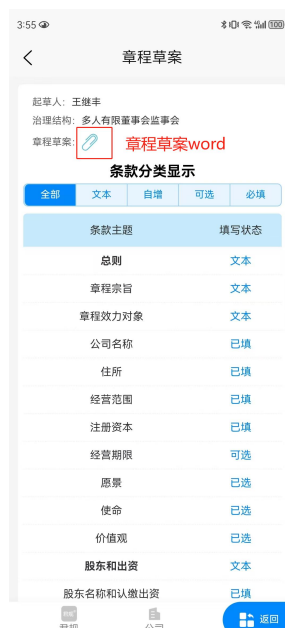 3:55
100
章程草案
起草人: 王继丰
治理结构: 多人有限董事会监事会
章程草案: 章程草案word
条款分类显示
全部 文本 自增 可选 必填
条款主题 填写状态
总则 文本
章程宗旨 文本
章程效力对象 文本
公司名称 已填
住所 已填
经营范围 已填
注册资本 已填
经营期限 可选
愿景 已选
使命 已选
价值观 已选
股东和出资 文本
股东名称和认缴出资 已填
公司 返回